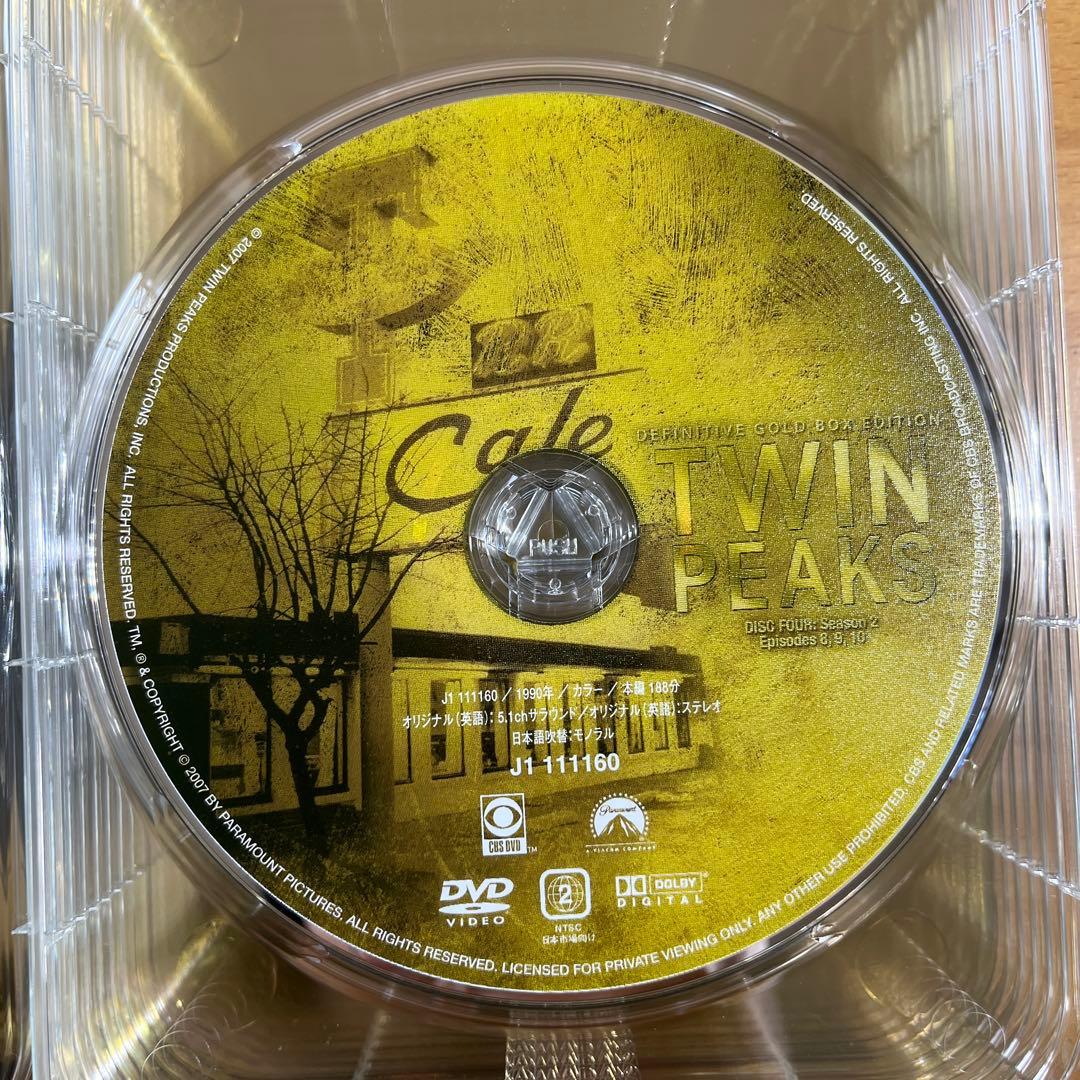 RR
Cafe
DEFINITIVE GOLD BOX EDITION
TWIN
PEAKS
DISC FOUR: Season 2
Episodes 8, 9, 10
PUSH
J1 111160 / 1990年 / カラー / 本編 188分
オリジナル(英語): 5.1chサラウンド/オリジナル(英語):ステレオ
日本語吹替:モノラル
J1 111160
CBS DVD TM
Paramount
A VIACOM COMPANY
DVD
VIDEO
2
NTSC
日本市場向け
DOLBY
DIGITAL
© 2007 TWIN PEAKS PRODUCTIONS, INC. ALL RIGHTS RESERVED. TM, ® & COPYRIGHT © 2007 BY PARAMOUNT PICTURES. ALL RIGHTS RESERVED. LICENSED FOR PRIVATE VIEWING ONLY. ANY OTHER USE PROHIBITED. CBS AND RELATED MARKS ARE TRADEMARKS OF CBS BROADCASTING INC. ALL RIGHTS RESERVED.